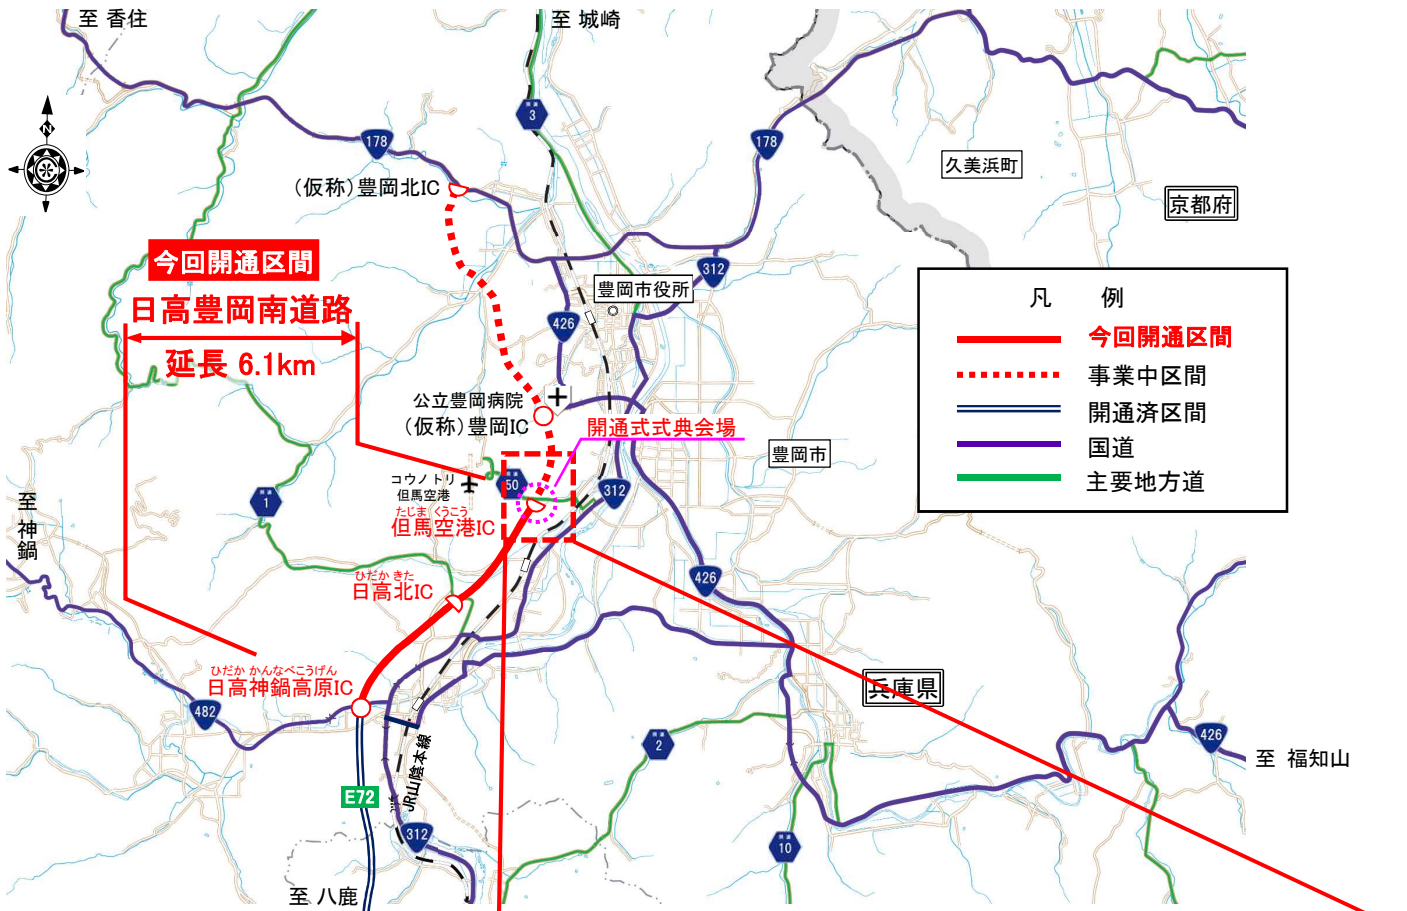 至 香住
至 城崎
N
県道
3
178
178
久美浜町
(仮称)豊岡北IC
京都府
今回開通区間
日高豊岡南道路
延長 6.1km
312
豊岡市役所
426
凡 例
今回開通区間
事業中区間
開通済区間
国道
主要地方道
公立豊岡病院
(仮称)豊岡IC
開通式式典会場
豊岡市
コウノトリ
但馬空港
50
312
県道
1
至 神鍋
たじま くうこう
但馬空港IC
ひだか きた
日高北IC
426
ひだか かんなべこうげん
日高神鍋高原IC
兵庫県
482
県道
2
426
JR山陰本線
至 福知山
E72
312
県道
10
至 八鹿